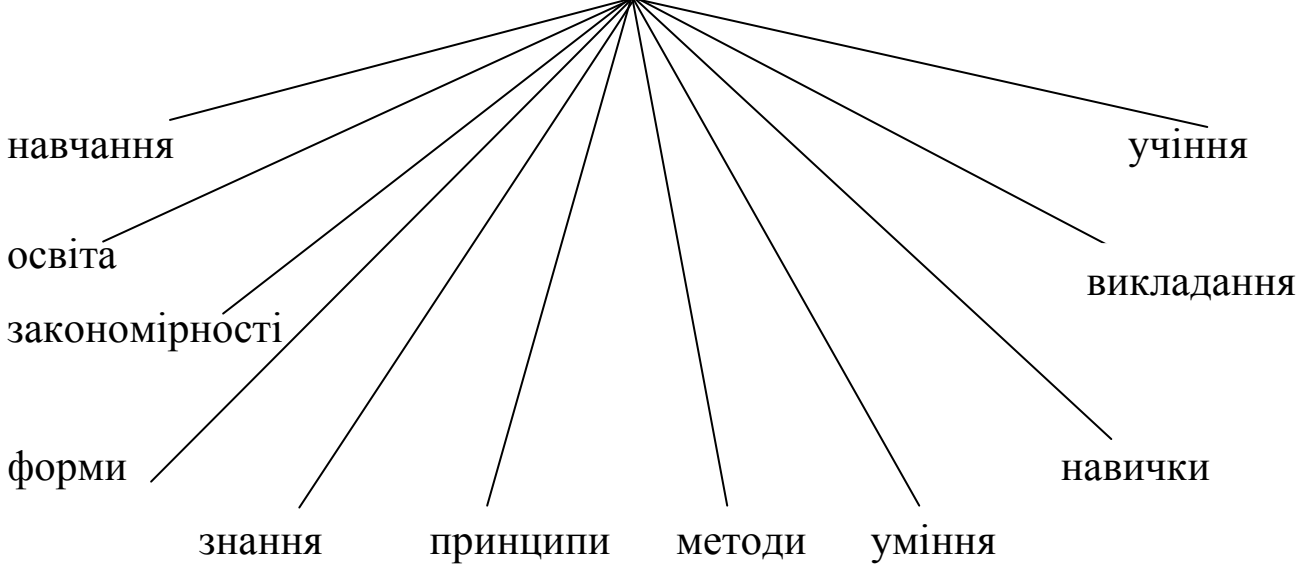 навчання
учіння
освіта
викладання
закономірності
форми
навички
знання принципи методи уміння